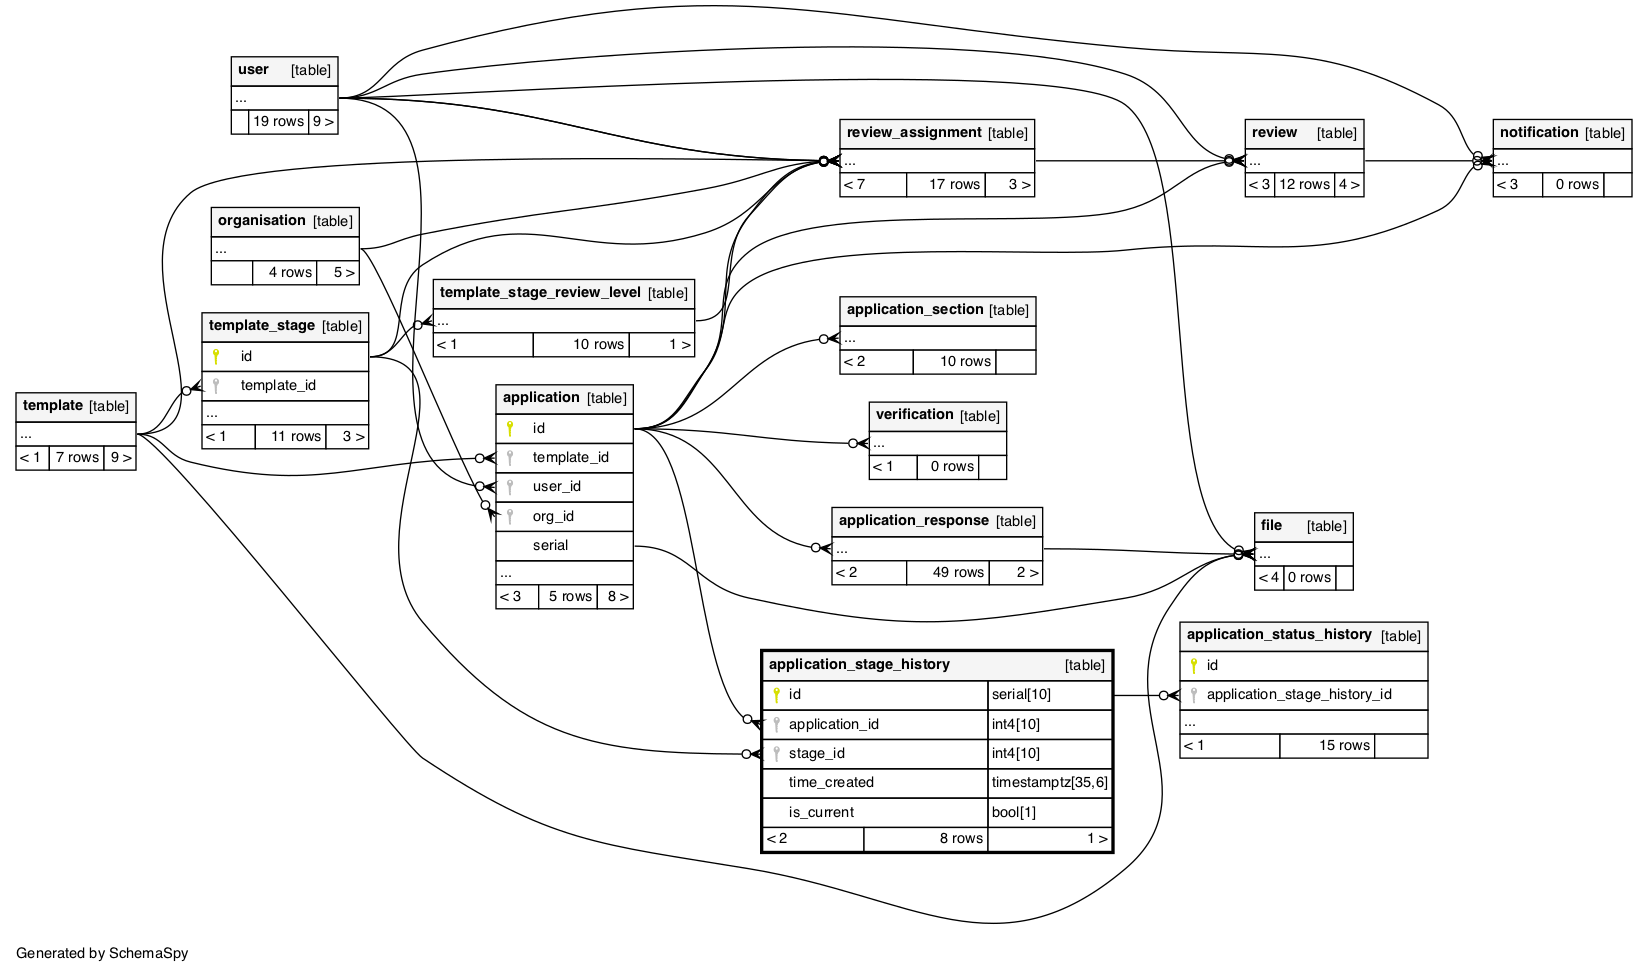 user [table]
...
19 rows 9 >
review_assignment [table]
...
< 7 17 rows 3 >
review [table]
...
< 3 12 rows 4 >
notification [table]
...
< 3 0 rows
organisation [table]
...
4 rows 5 >
template_stage_review_level [table]
...
< 1 10 rows 1 >
application_section [table]
...
< 2 10 rows
template_stage [table]
id
template_id
...
< 1 11 rows 3 >
template [table]
...
< 1 7 rows 9 >
application [table]
id
template_id
user_id
org_id
serial
...
< 3 5 rows 8 >
verification [table]
...
< 1 0 rows
application_response [table]
...
< 2 49 rows 2 >
file [table]
...
< 4 0 rows
application_stage_history [table]
id serial[10]
application_id int4[10]
stage_id int4[10]
time_created timestamptz[35,6]
is_current bool[1]
< 2 8 rows 1 >
application_status_history [table]
id
application_stage_history_id
...
< 1 15 rows
Generated by SchemaSpy